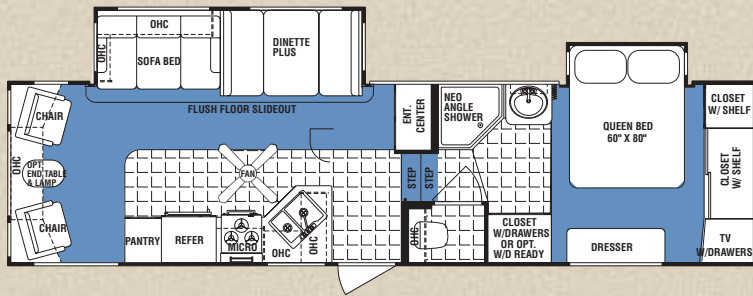 OHC
OHC
SOFA BED
DINETTE
PLUS
FLUSH FLOOR SLIDEOUT
CHAIR
OHC
OPT.
END TABLE
& LAMP
CHAIR
FAN
ENT.
CENTER
NEO
ANGLE
SHOWER
STEP
STEP
QUEEN BED
60" X 80"
CLOSET
W/ SHELF
CLOSET
W/ SHELF
TV
W/DRAWERS
PANTRY
REFER
MICRO
OHC
OHC
OHC
CLOSET
W/DRAWERS
OR OPT.
W/D READY
DRESSER